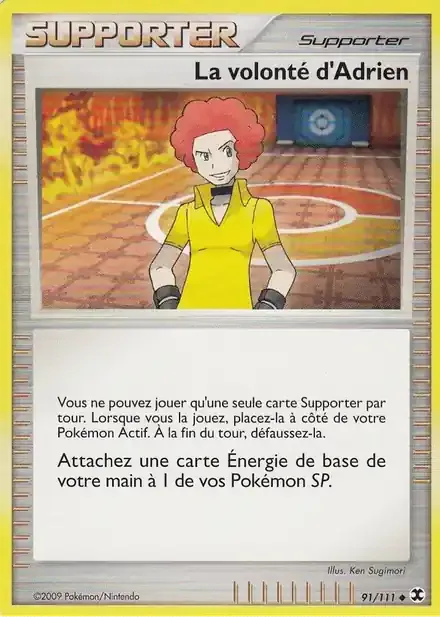 SUPPORTER
Supporter
La volonté d'Adrien
Vous ne pouvez jouer qu'une seule carte Supporter par
tour. Lorsque vous la jouez, placez-la à côté de votre
Pokémon Actif. À la fin du tour, défaussez-la.
Attachez une carte Énergie de base de
votre main à 1 de vos Pokémon SP.
Illus. Ken Sugimori
©2009 Pokémon/Nintendo
91/111